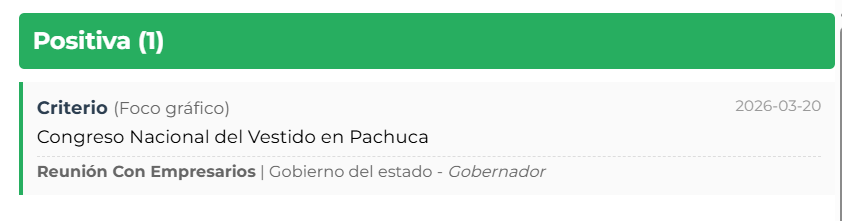 Positiva (1)
Criterio (Foco gráfico) 2026-03-20
Congreso Nacional del Vestido en Pachuca
Reunión Con Empresarios | Gobierno del estado - Gobernador